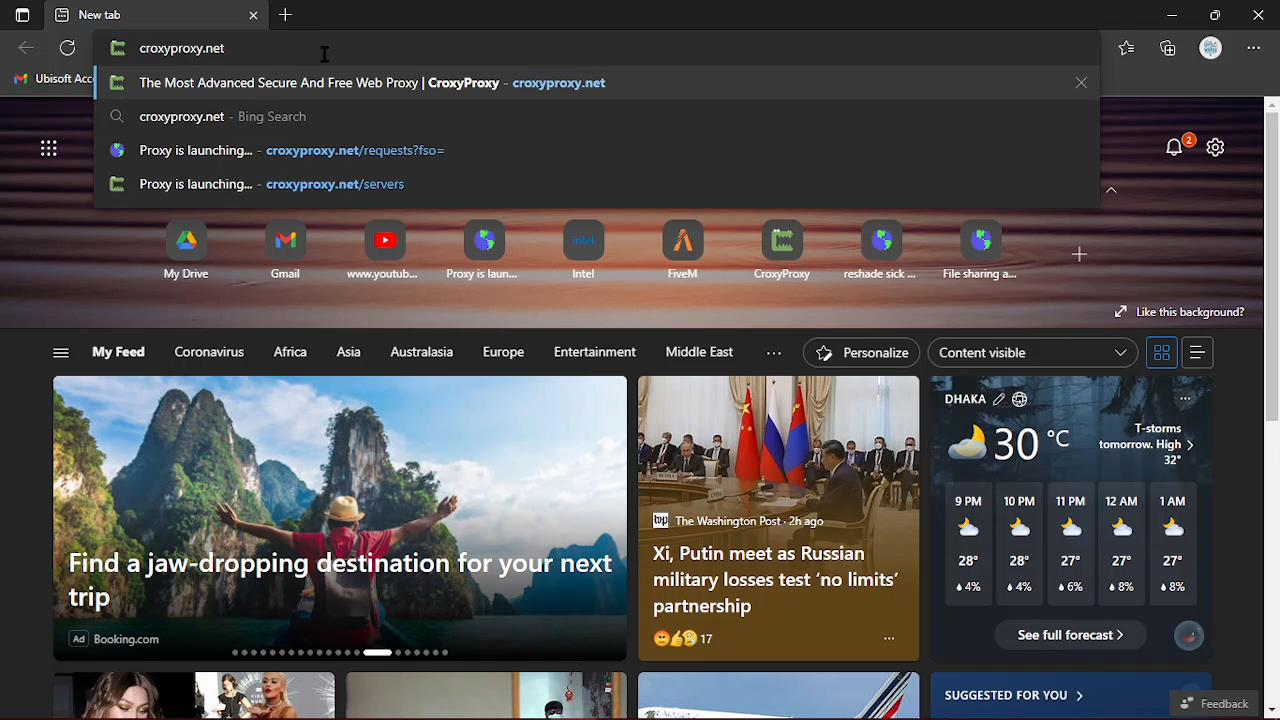 New tab
croxyproxy.net
The Most Advanced Secure And Free Web Proxy | CroxyProxy - croxyproxy.net
croxyproxy.net - Bing Search
Proxy is launching... - croxyproxy.net/requests?fso=
Proxy is launching... - croxyproxy.net/servers
Ubisoft Acc
2
My Drive
Gmail
www.youtub...
Proxy is laun...
intel
Intel
FiveM
CroxyProxy
reshade sick ...
File sharing a...
Like this background?
My Feed
Coronavirus
Africa
Asia
Australasia
Europe
Entertainment
Middle East
Personalize
Content visible
Find a jaw-dropping destination for your next
trip
Ad Booking.com
wp The Washington Post · 2h ago
Xi, Putin meet as Russian
military losses test ‘no limits’
partnership
17
DHAKA
30 °C
T-storms
tomorrow. High
32°
9 PM 10 PM 11 PM 12 AM 1 AM
28° 28° 27° 27° 27°
4% 4% 6% 8% 8%
See full forecast
SUGGESTED FOR YOU
Feedback